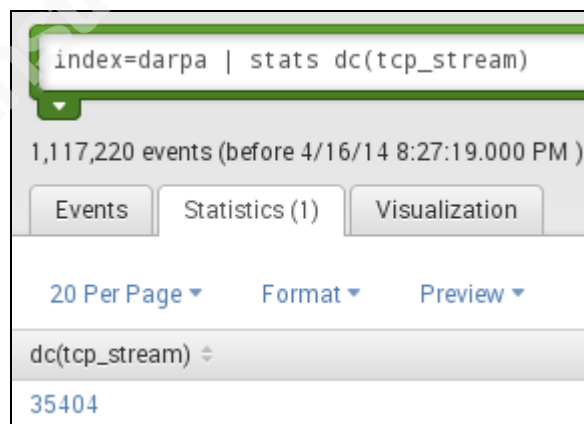 index=darpa | stats dc(tcp_stream)
1,117,220 events (before 4/16/14 8:27:19.000 PM )
Events Statistics (1) Visualization
20 Per Page Format Preview
dc(tcp_stream)
35404